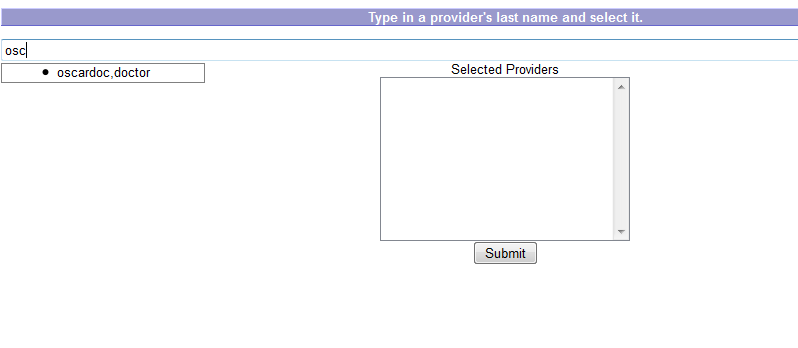 Type in a provider's last name and select it.
osc
• oscardoc,doctor
Selected Providers
Submit